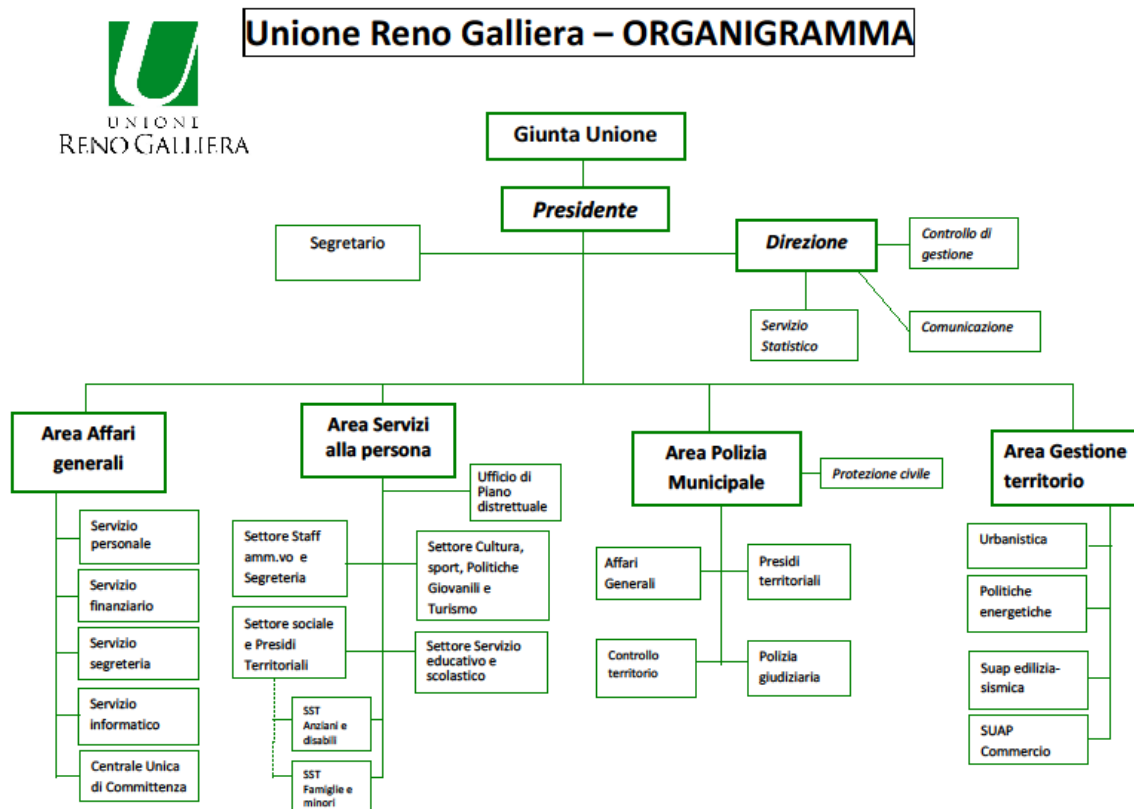 Unione Reno Galliera – ORGANIGRAMMA
U
UNIONE
RENO GALLIERA
Giunta Unione
Presidente
Segretario
Direzione
Controllo di
gestione
Servizio
Statistico
Comunicazione
Area Affari
generali
Servizio
personale
Servizio
finanziario
Servizio
segreteria
Servizio
informatico
Centrale Unica
di Committenza
Area Servizi
alla persona
Ufficio di
Piano
distrettuale
Settore Staff
amm.vo e
Segreteria
Settore Cultura,
sport, Politiche
Giovanili e
Turismo
Settore sociale
e Presidi
Territoriali
Settore Servizio
educativo e
scolastico
SST
Anziani e
disabili
SST
Famiglie e
minori
Area Polizia
Municipale
Protezione civile
Affari
Generali
Presidi
territoriali
Controllo
territorio
Polizia
giudiziaria
Area Gestione
territorio
Urbanistica
Politiche
energetiche
Suap edilizia-
sismica
SUAP
Commercio